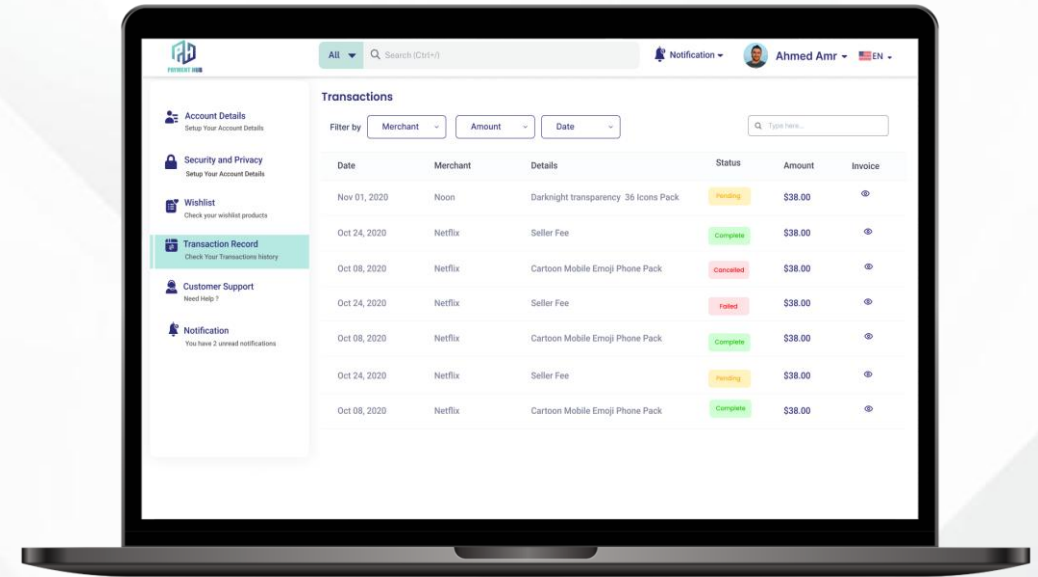 PAYMENT HUB
All
Search (Ctrl+/)
Notification
Ahmed Amr
EN
Account Details
Setup Your Account Details
Security and Privacy
Setup Your Account Details
Wishlist
Check your wishlist products
Transaction Record
Check Your Transactions history
Customer Support
Need Help ?
Notification
You have 2 unread notifications
Transactions
Filter by Merchant Amount Date
Type here...
Date Merchant Details Status Amount Invoice
Nov 01, 2020 Noon Darknight transparency 36 Icons Pack Pending $38.00
Oct 24, 2020 Netflix Seller Fee Complete $38.00
Oct 08, 2020 Netflix Cartoon Mobile Emoji Phone Pack Cancelled $38.00
Oct 24, 2020 Netflix Seller Fee Failed $38.00
Oct 08, 2020 Netflix Cartoon Mobile Emoji Phone Pack Complete $38.00
Oct 24, 2020 Netflix Seller Fee Pending $38.00
Oct 08, 2020 Netflix Cartoon Mobile Emoji Phone Pack Complete $38.00